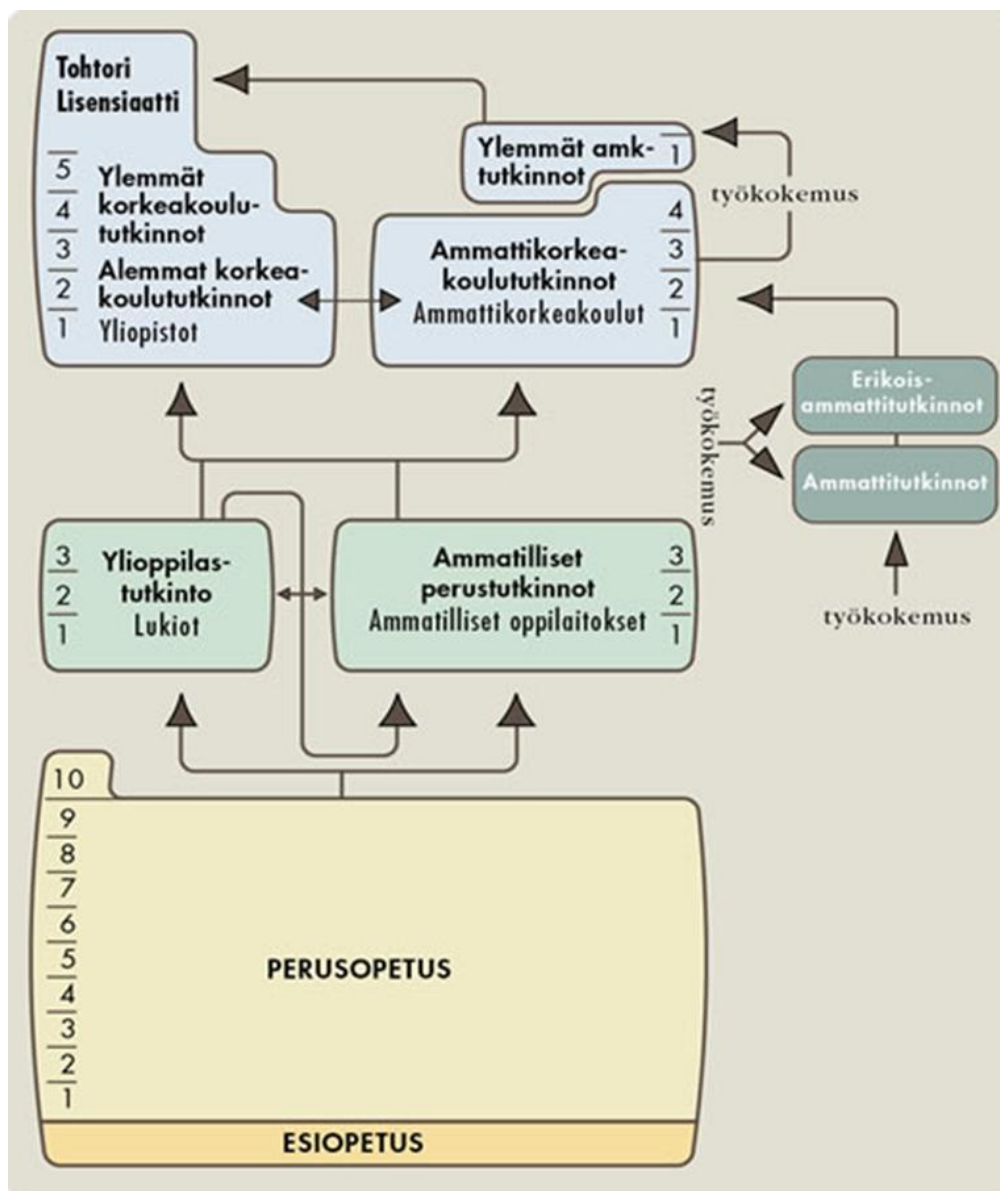 Tohtori
Lisensiaatti
5
4
3
2
1
Ylemmät
korkeakoulu-
tutkinnot
Alemmat korkea-
koulututkinnot
Yliopistot
Ylemmät amk-
tutkinnot
1
työkokemus
Ammattikorkea-
koulututkinnot
Ammattikorkeakoulut
4
3
2
1
Erikois-
ammattitutkinnot
Ammattitutkinnot
työkokemus
työkokemus
3
2
1
Ylioppilas-
tutkinto
Lukiot
Ammatilliset
perustutkinnot
Ammatilliset oppilaitokset
3
2
1
10
9
8
7
6
5
4
3
2
1
PERUSOPETUS
ESIOPETUS